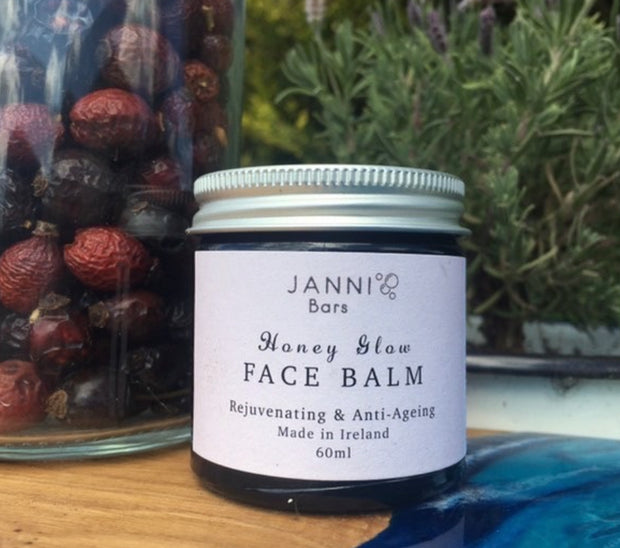 JANNI
Bars
Honey Glow
FACE BALM
Rejuvenating & Anti-Ageing
Made in Ireland
60ml